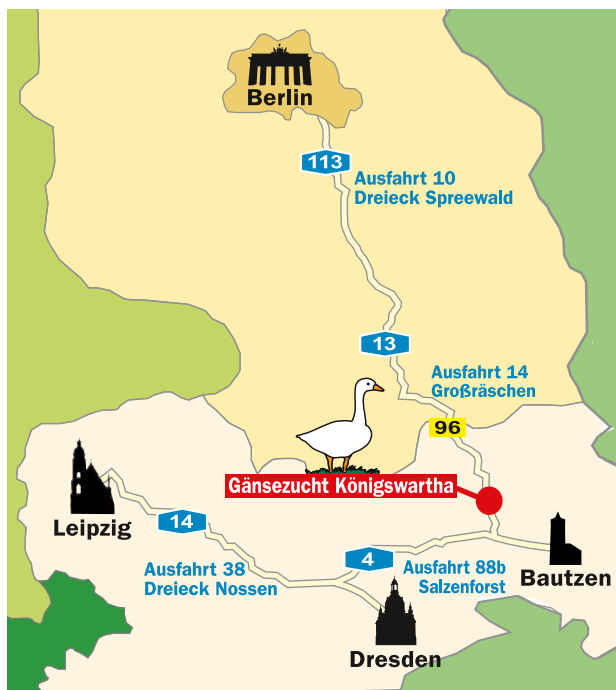 Berlin
113
Ausfahrt 10
Dreieck Spreewald
13
Ausfahrt 14
Großräschen
96
Gänsezucht Königswartha
Leipzig
14
Ausfahrt 38
Dreieck Nossen
4
Ausfahrt 88b
Salzenforst
Bautzen
Dresden